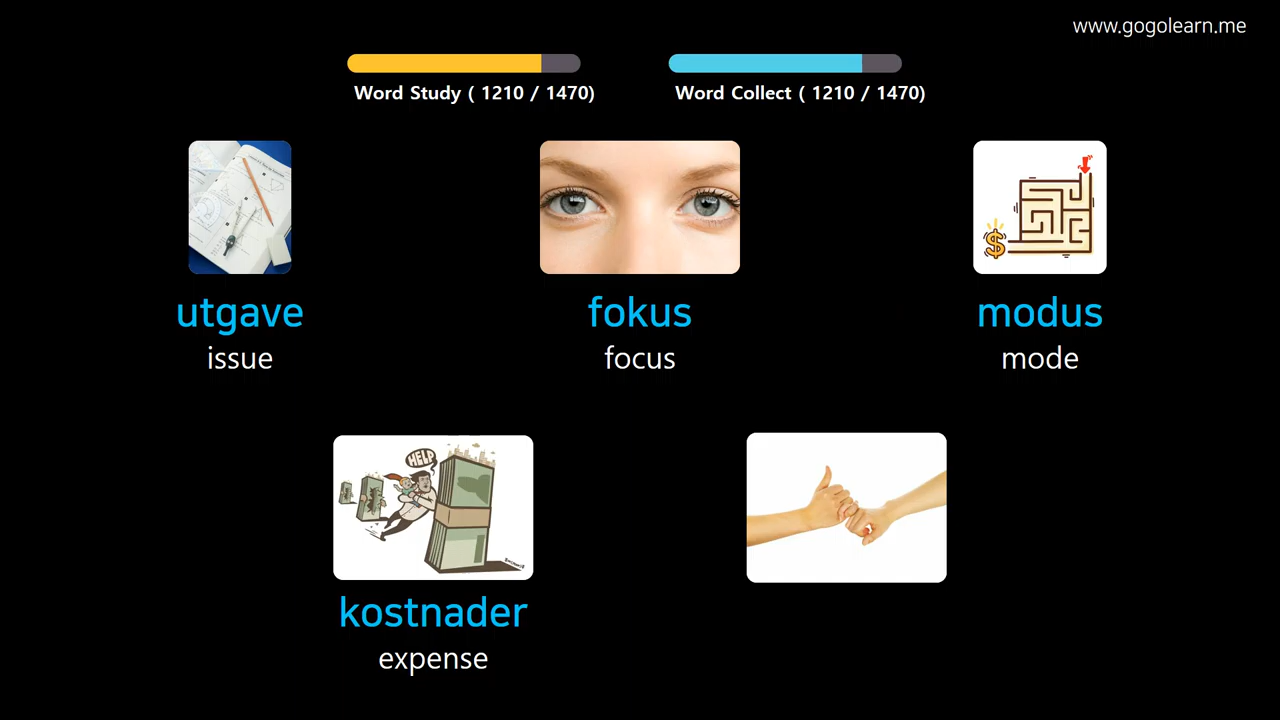 www.gogolearn.me
Word Study ( 1210 / 1470)
Word Collect ( 1210 / 1470)
utgave
issue
fokus
focus
modus
mode
HELP
kostnader
expense